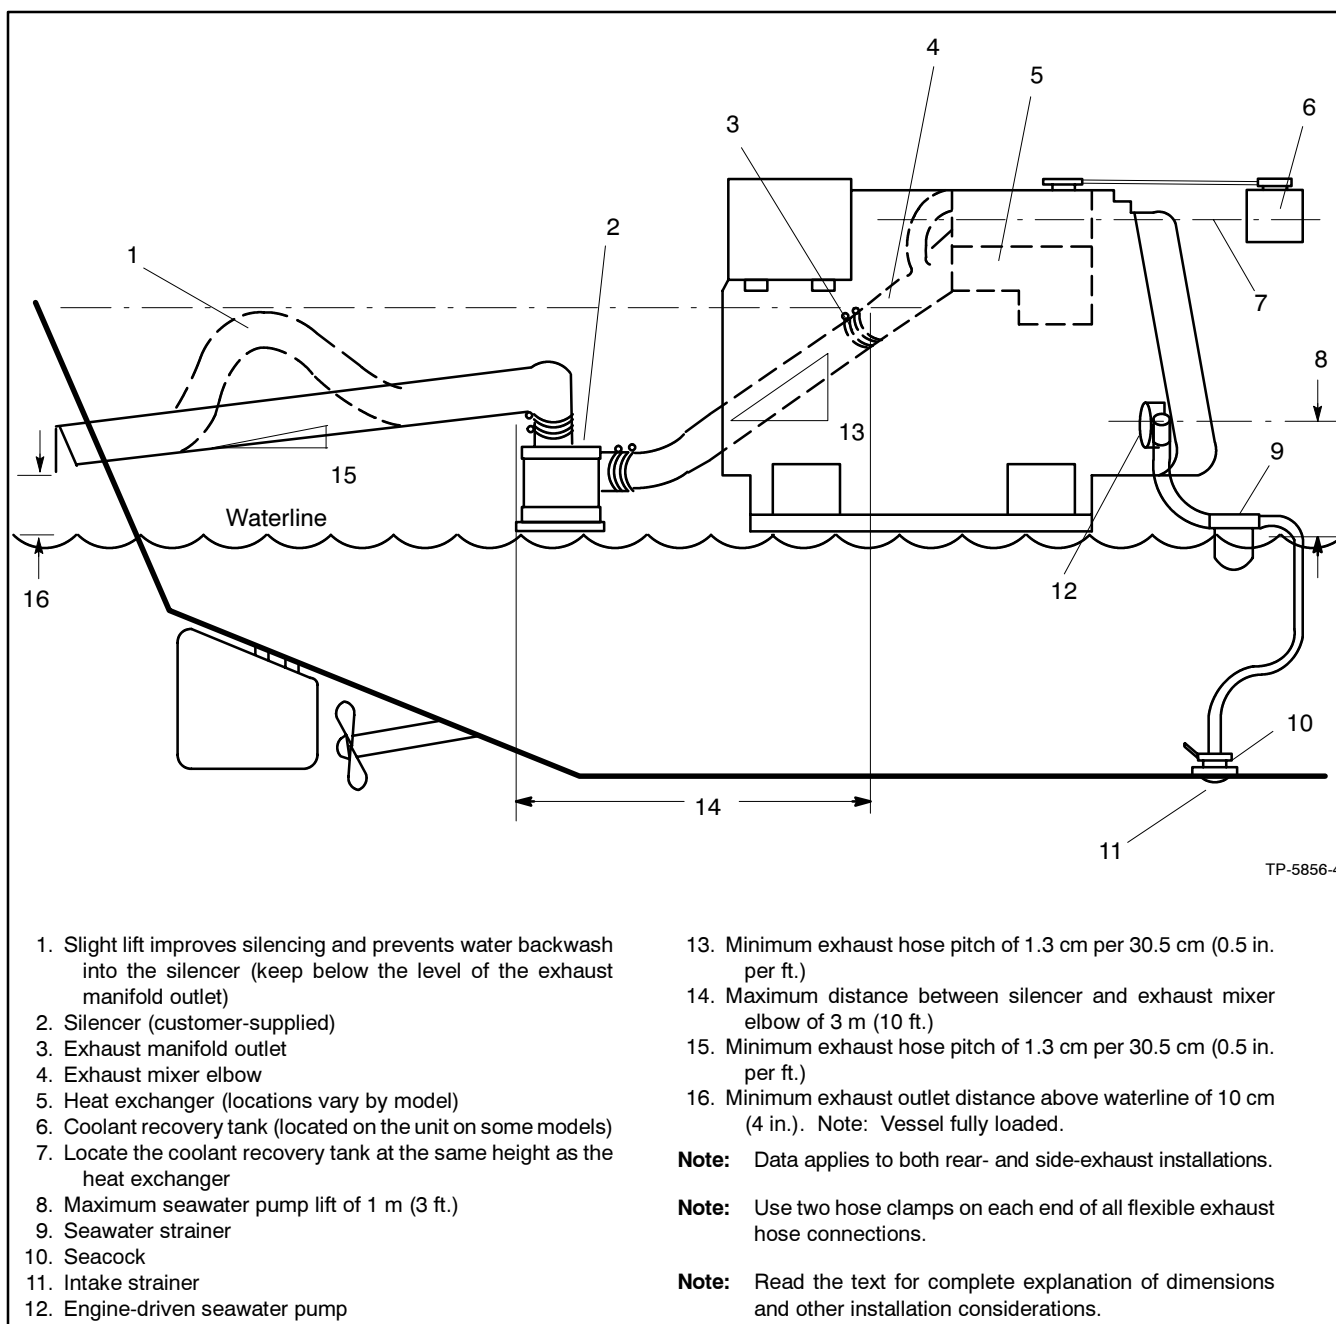 4
5
6
3
2
1
7
8
13
9
15
Waterline
12
16
10
14
11
TP-5856-4
1. Slight lift improves silencing and prevents water backwash
into the silencer (keep below the level of the exhaust
manifold outlet)
2. Silencer (customer-supplied)
3. Exhaust manifold outlet
4. Exhaust mixer elbow
5. Heat exchanger (locations vary by model)
6. Coolant recovery tank (located on the unit on some models)
7. Locate the coolant recovery tank at the same height as the
heat exchanger
8. Maximum seawater pump lift of 1 m (3 ft.)
9. Seawater strainer
10. Seacock
11. Intake strainer
12. Engine-driven seawater pump
13. Minimum exhaust hose pitch of 1.3 cm per 30.5 cm (0.5 in.
per ft.)
14. Maximum distance between silencer and exhaust mixer
elbow of 3 m (10 ft.)
15. Minimum exhaust hose pitch of 1.3 cm per 30.5 cm (0.5 in.
per ft.)
16. Minimum exhaust outlet distance above waterline of 10 cm
(4 in.). Note: Vessel fully loaded.
Note: Data applies to both rear- and side-exhaust installations.
Note: Use two hose clamps on each end of all flexible exhaust
hose connections.
Note: Read the text for complete explanation of dimensions
and other installation considerations.